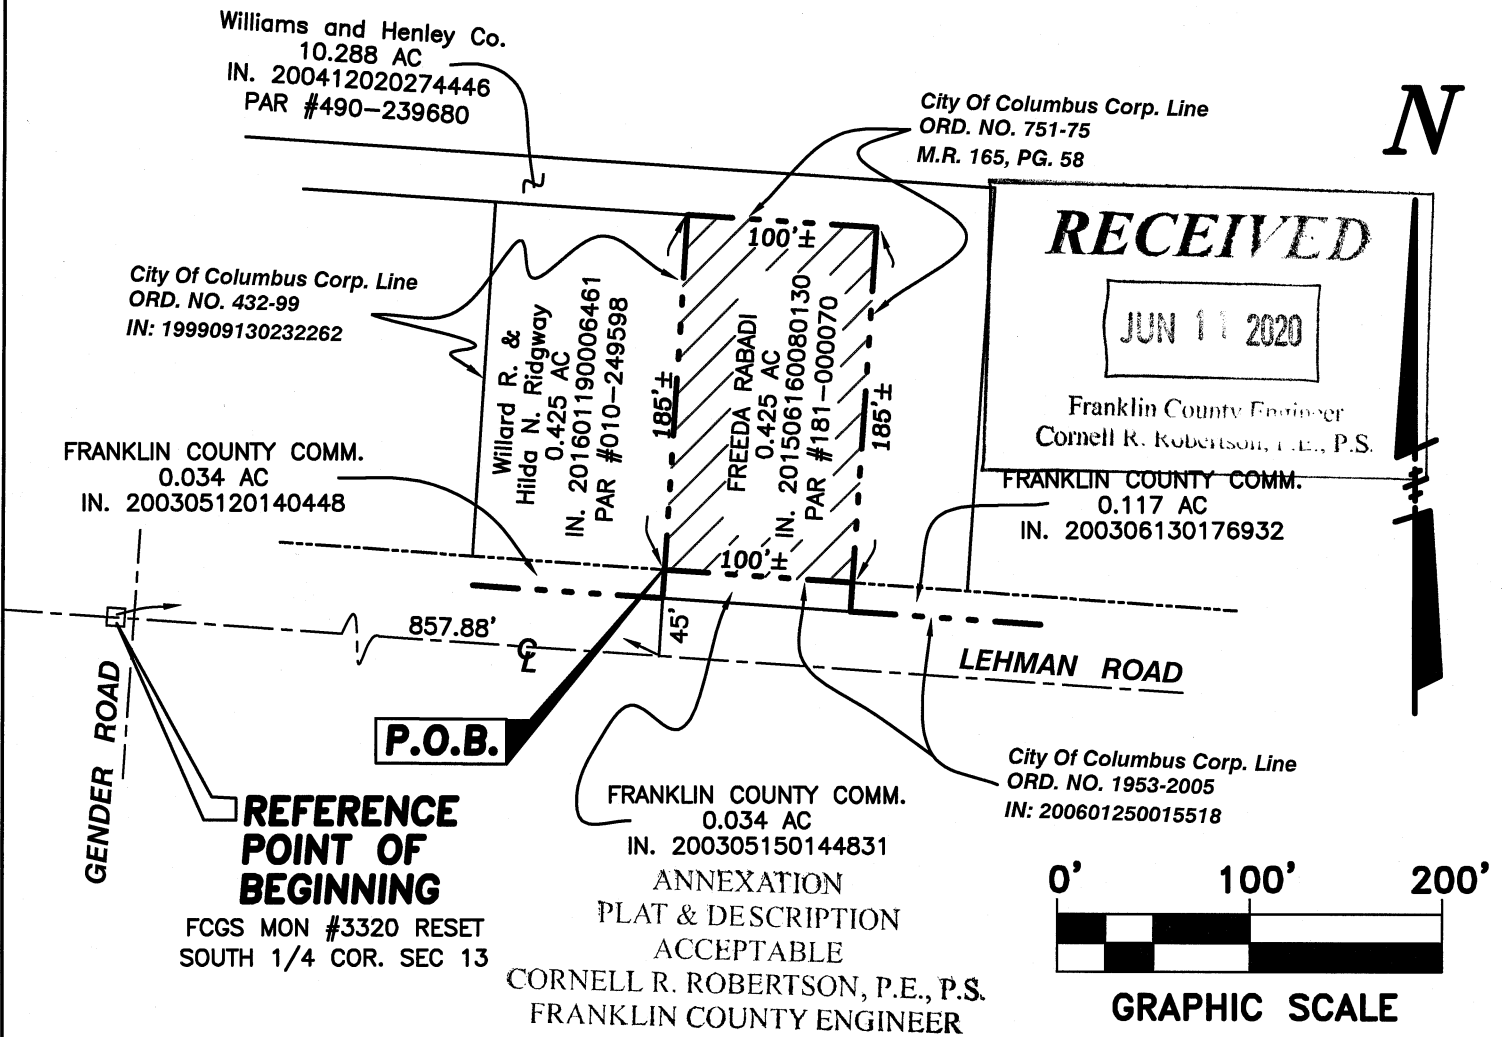 Williams and Henley Co.
10.288 AC
IN. 200412020274446
PAR #490-239680
City Of Columbus Corp. Line
ORD. NO. 751-75
M.R. 165, PG. 58
N
RECEIVED
JUN 11 2020
Franklin County Engineer
Cornell R. Robertson, P.E., P.S.
100'±
City Of Columbus Corp. Line
ORD. NO. 432-99
IN: 199909130232262
Willard R. &
Hilda N. Ridgway
0.425 AC
IN. 201601190006461
PAR #010-249598
185'±
FREEDA RABADI
0.425 AC
IN. 201506160080130
PAR #181-000070
185'±
FRANKLIN COUNTY COMM.
0.034 AC
IN. 200305120140448
FRANKLIN COUNTY COMM.
0.117 AC
IN. 200306130176932
100'±
857.88'
CL
45'
LEHMAN ROAD
GENDER ROAD
P.O.B.
REFERENCE
POINT OF
BEGINNING
FCGS MON #3320 RESET
SOUTH 1/4 COR. SEC 13
FRANKLIN COUNTY COMM.
0.034 AC
IN. 200305150144831
City Of Columbus Corp. Line
ORD. NO. 1953-2005
IN: 200601250015518
ANNEXATION
PLAT & DESCRIPTION
ACCEPTABLE
CORNELL R. ROBERTSON, P.E., P.S.
FRANKLIN COUNTY ENGINEER
0' 100' 200'
GRAPHIC SCALE